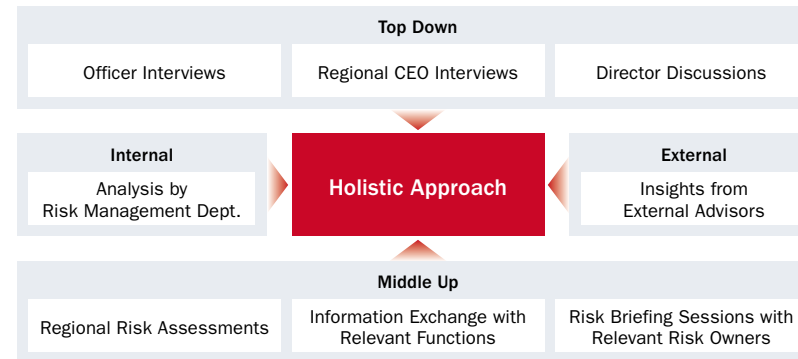 Top Down
Officer Interviews
Regional CEO Interviews
Director Discussions
Internal
Analysis by
Risk Management Dept.
Holistic Approach
External
Insights from
External Advisors
Middle Up
Regional Risk Assessments
Information Exchange with
Relevant Functions
Risk Briefing Sessions with
Relevant Risk Owners